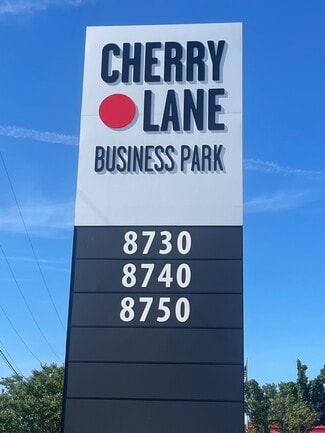 CHERRY
LANE
BUSINESS PARK
8730
8740
8750